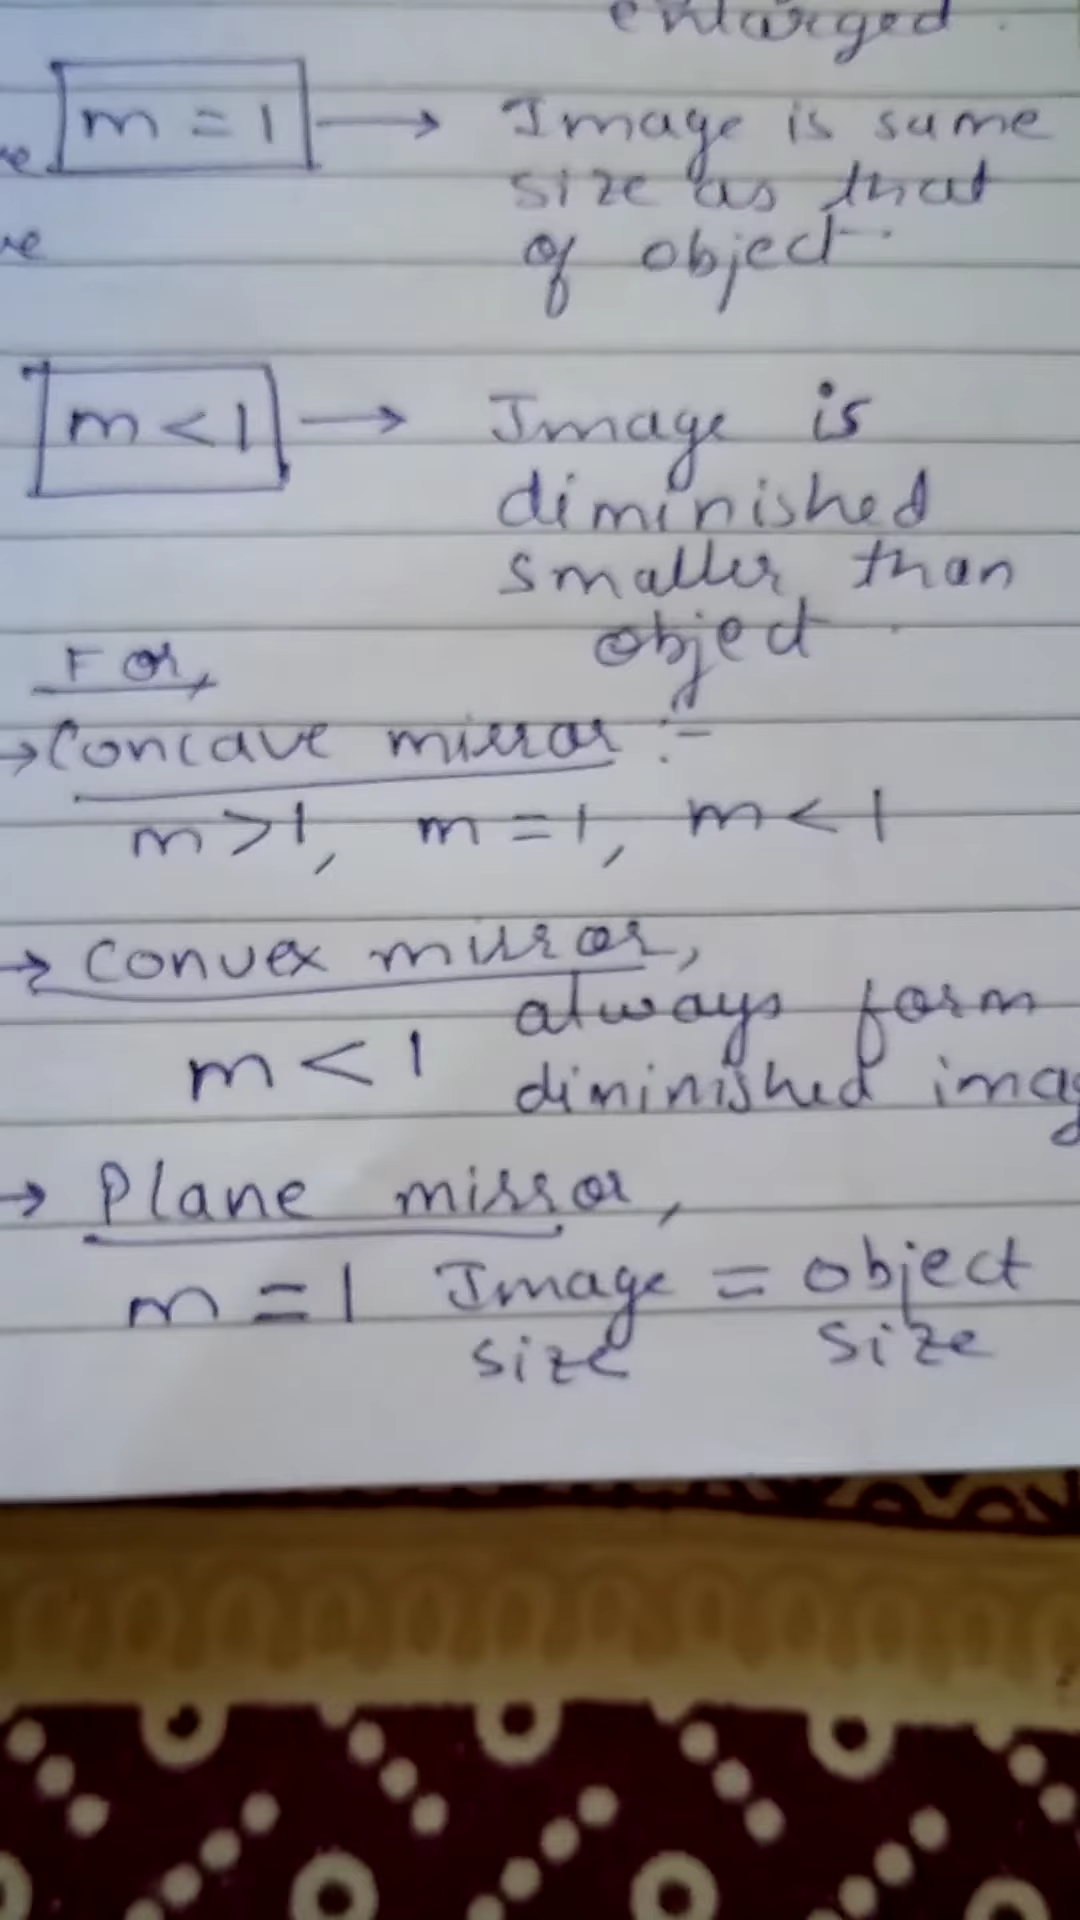 enlarged.
m = 1 → Image is same
size as that
of object.
m < 1 → Image is
diminished
smaller than
object.
For,
→ Concave mirror :-
m > 1, m = 1, m < 1
→ Convex mirror,
always form
m < 1 diminished imag
→ Plane mirror,
m = 1 Image = object
size size